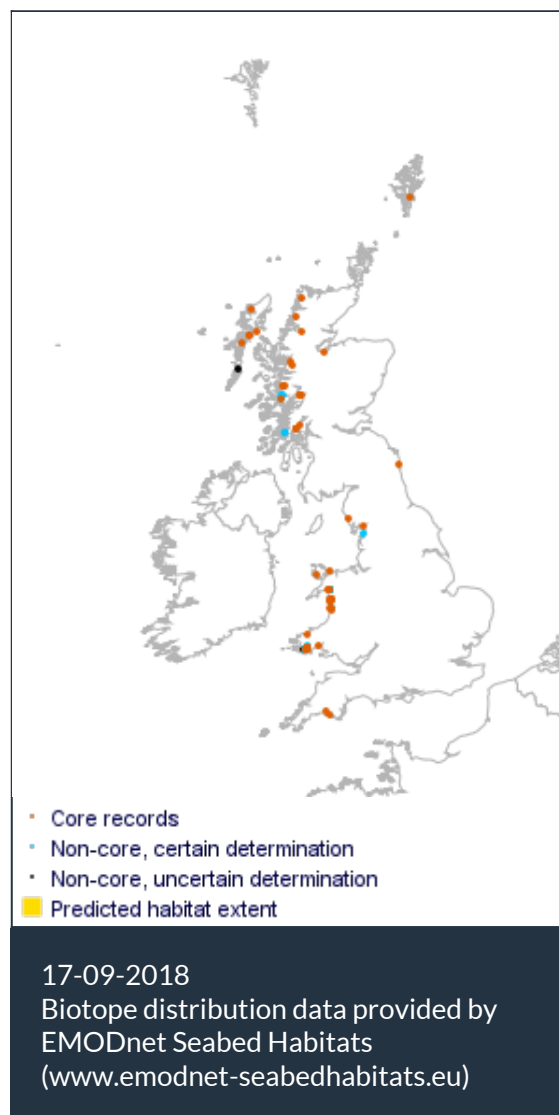 Core records
Non-core, certain determination
Non-core, uncertain determination
Predicted habitat extent
17-09-2018
Biotope distribution data provided by
EMODnet Seabed Habitats
(www.emodnet-seabedhabitats.eu)